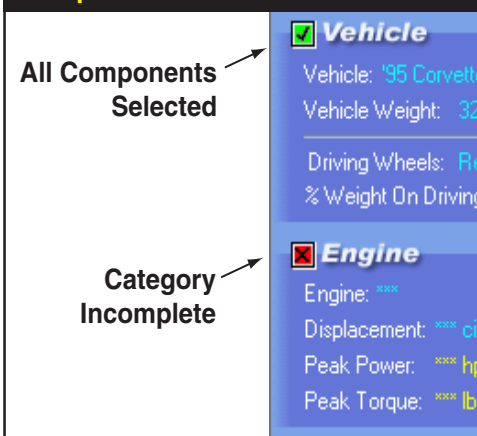 All Components
Selected
Vehicle
Vehicle: '95 Corvette
Vehicle Weight: 32
Driving Wheels: Re
% Weight On Driving
Category
Incomplete
Engine
Engine: ***
Displacement: *** ci
Peak Power: *** hp
Peak Torque: *** lb